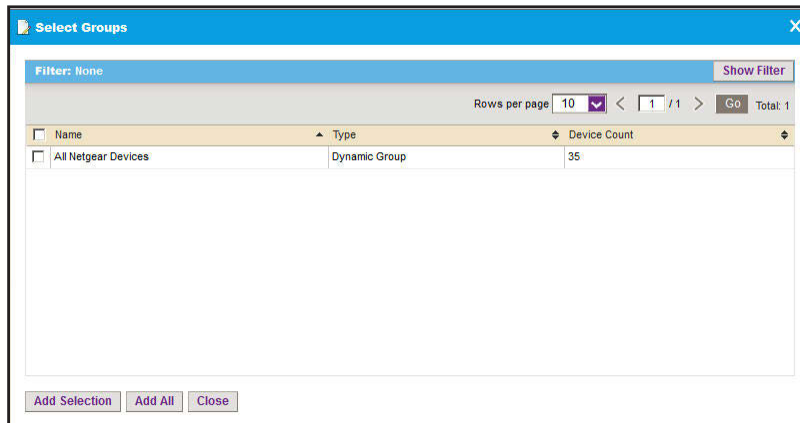 Select Groups X
Filter: None Show Filter
Rows per page 10 < 1 / 1 > Go Total: 1
Name Type Device Count
All Netgear Devices Dynamic Group 35
Add Selection Add All Close